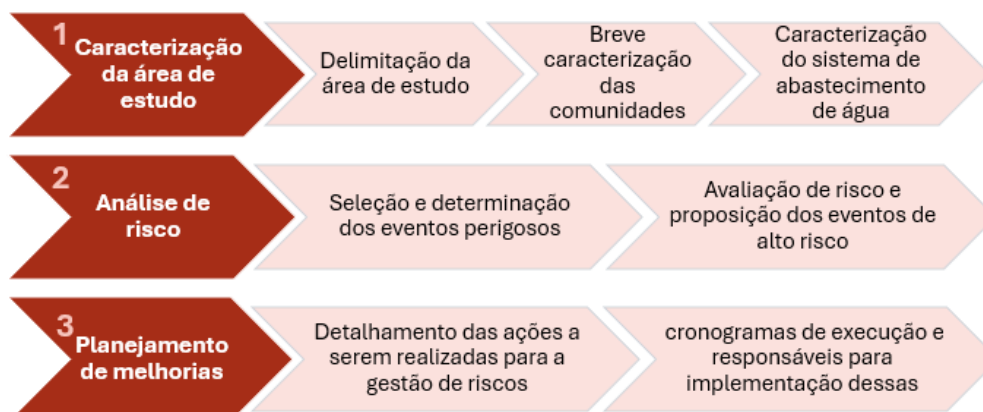 1
Caracterização
da área de
estudo
Delimitação da
área de estudo
Breve
caracterização
das
comunidades
Caracterização
do sistema de
abastecimento
de água
2
Análise de
risco
Seleção e determinação
dos eventos perigosos
Avaliação de risco e
proposição dos eventos de
alto risco
3
Planejamento
de melhorias
Detalhamento das ações a
serem realizadas para a
gestão de riscos
cronogramas de execução e
responsáveis para
implementação dessas